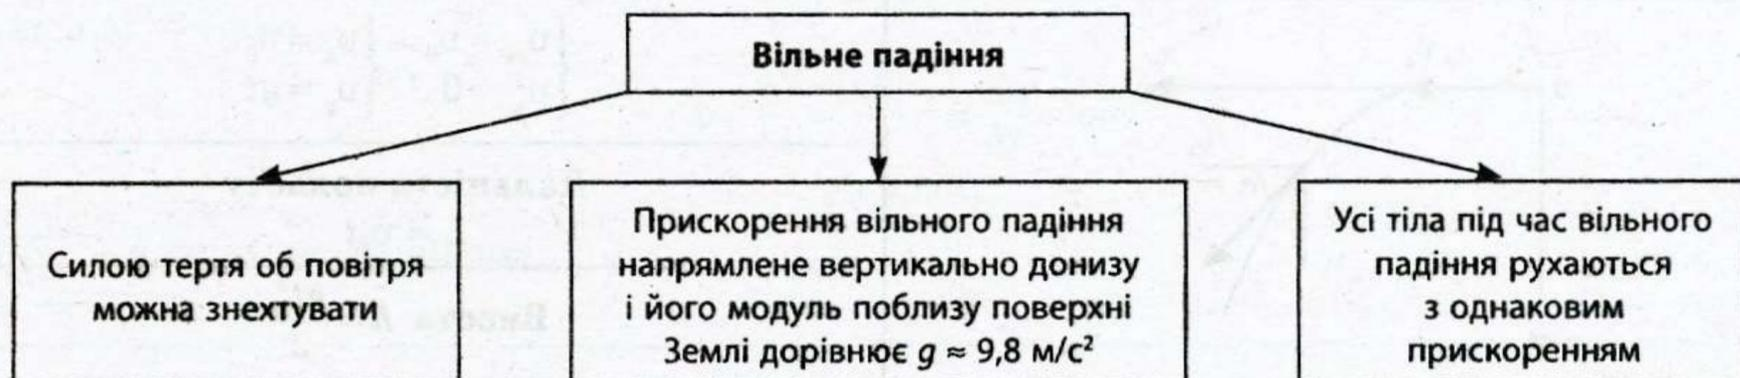 Вільне падіння
Силою тертя об повітря
можна знехтувати
Прискорення вільного падіння
напрямлене вертикально донизу
і його модуль поблизу поверхні
Землі дорівнює g ≈ 9,8 м/с²
Усі тіла під час вільного
падіння рухаються
з однаковим
прискоренням